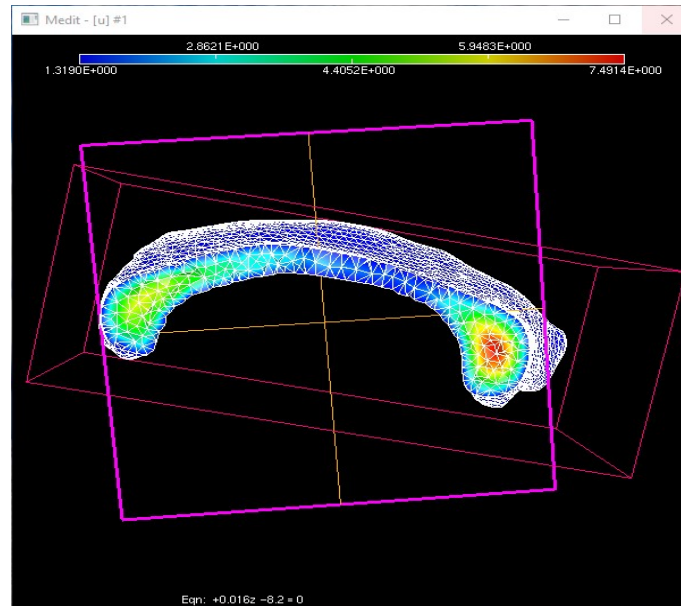 Medit - [u] #1
2.8621E+000 5.9483E+000
1.3190E+000 4.4052E+000 7.4914E+000
Eqn: +0.016z -8.2 = 0